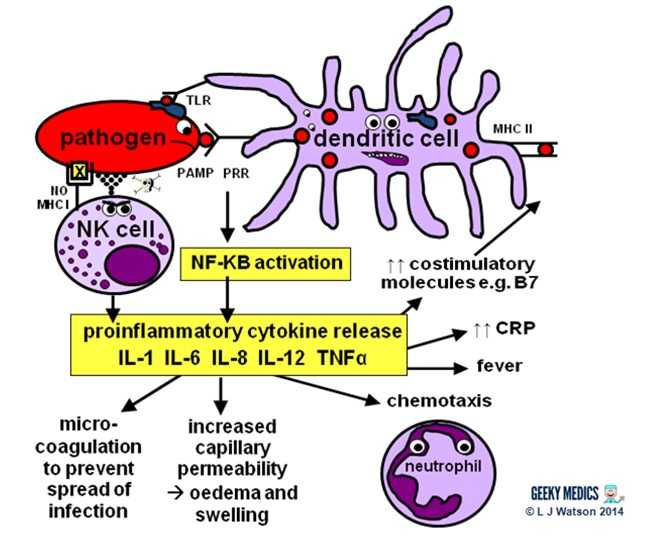 TLR
pathogen
dendritic cell
MHC II
PAMP PRR
X
NO
MHC I
NK cell
NF-KB activation
↑↑ costimulatory
molecules e.g. B7
proinflammatory cytokine release
IL-1 IL-6 IL-8 IL-12 TNFα
↑↑ CRP
fever
chemotaxis
micro-
coagulation
to prevent
spread of
infection
increased
capillary
permeability
→ oedema and
swelling
neutrophil
GEEKY MEDICS
© L J Watson 2014